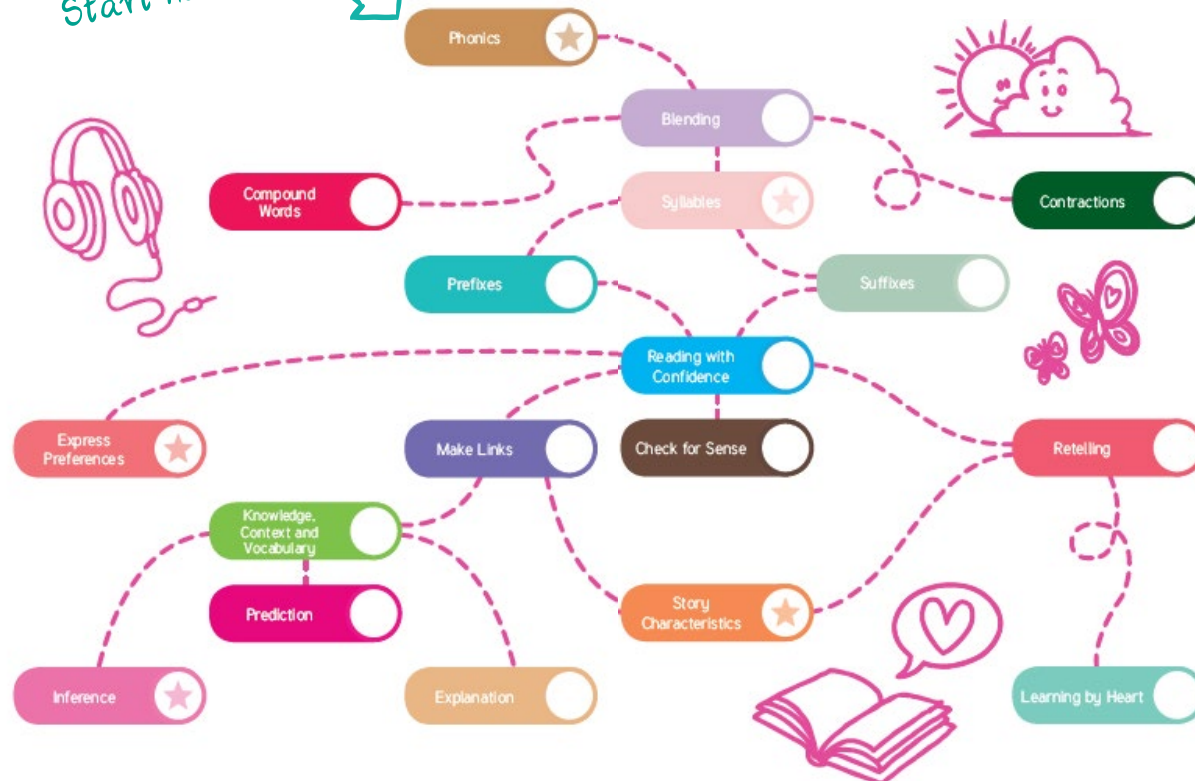 Start
Phonics
Blending
Compound
Words
Syllables
Contractions
Prefixes
Suffixes
Reading with
Confidence
Express
Preferences
Make Links
Check for Sense
Retelling
Knowledge,
Context and
Vocabulary
Prediction
Story
Characteristics
Inference
Explanation
Learning by Heart